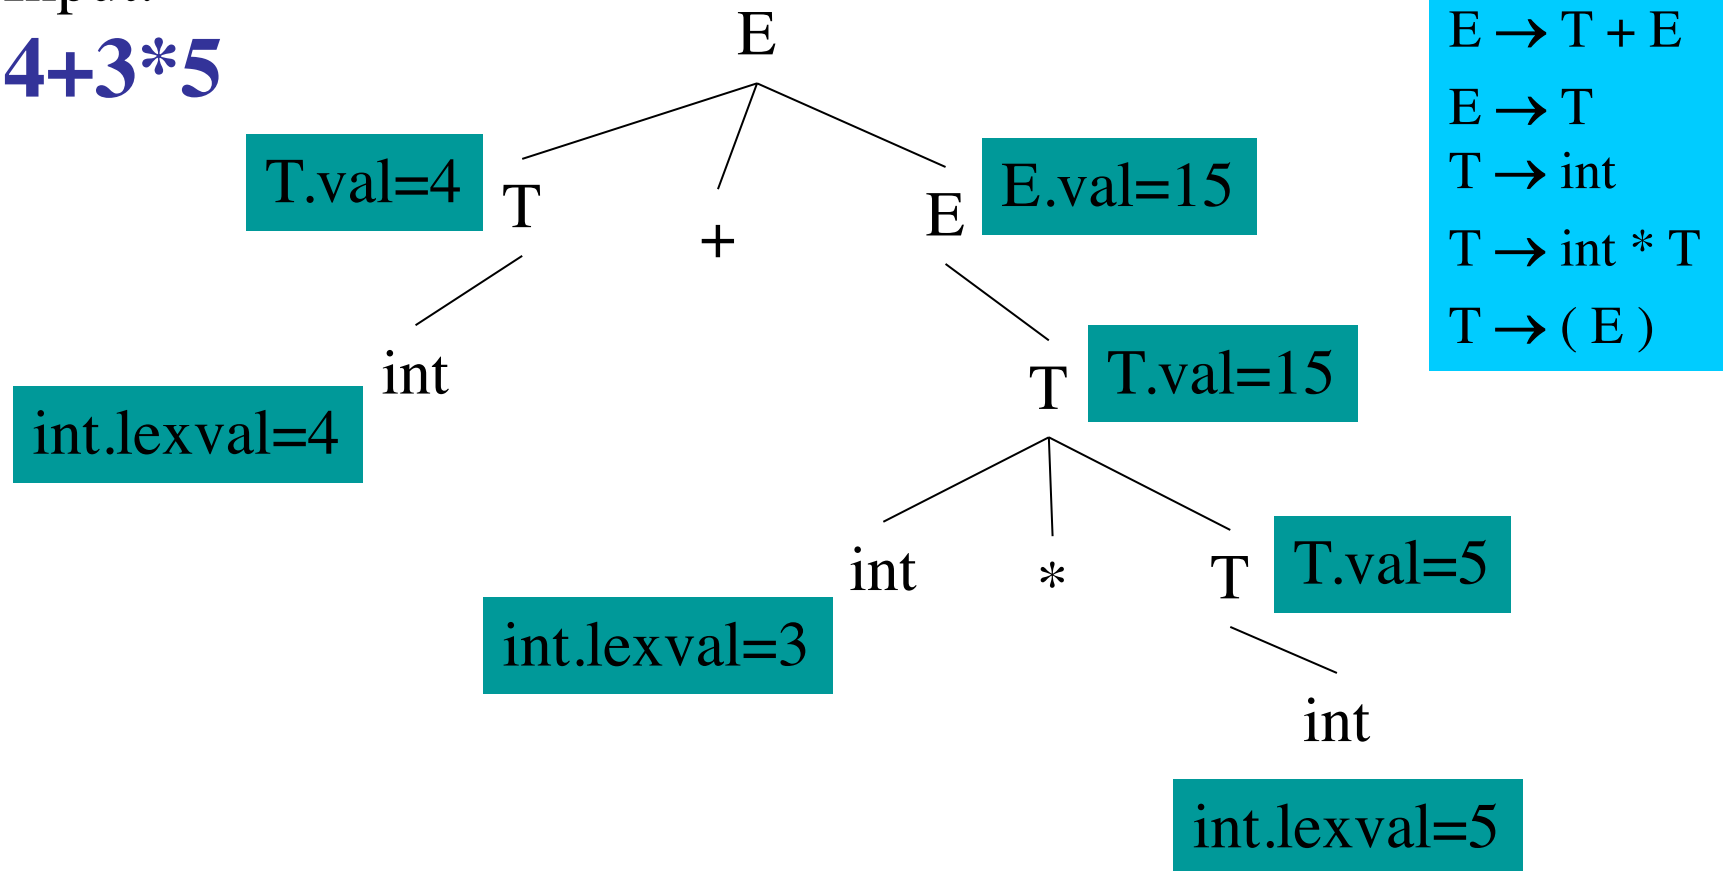 4+3*5
E
E → T + E
E → T
T → int
T → int * T
T → ( E )
T.val=4
T
+
E
E.val=15
int
int.lexval=4
T
T.val=15
int
*
T
T.val=5
int.lexval=3
int
int.lexval=5